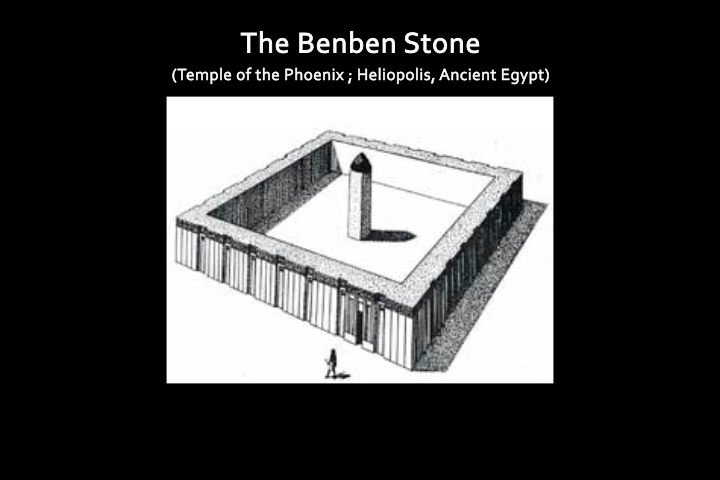 The Benben Stone
(Temple of the Phoenix ; Heliopolis, Ancient Egypt)